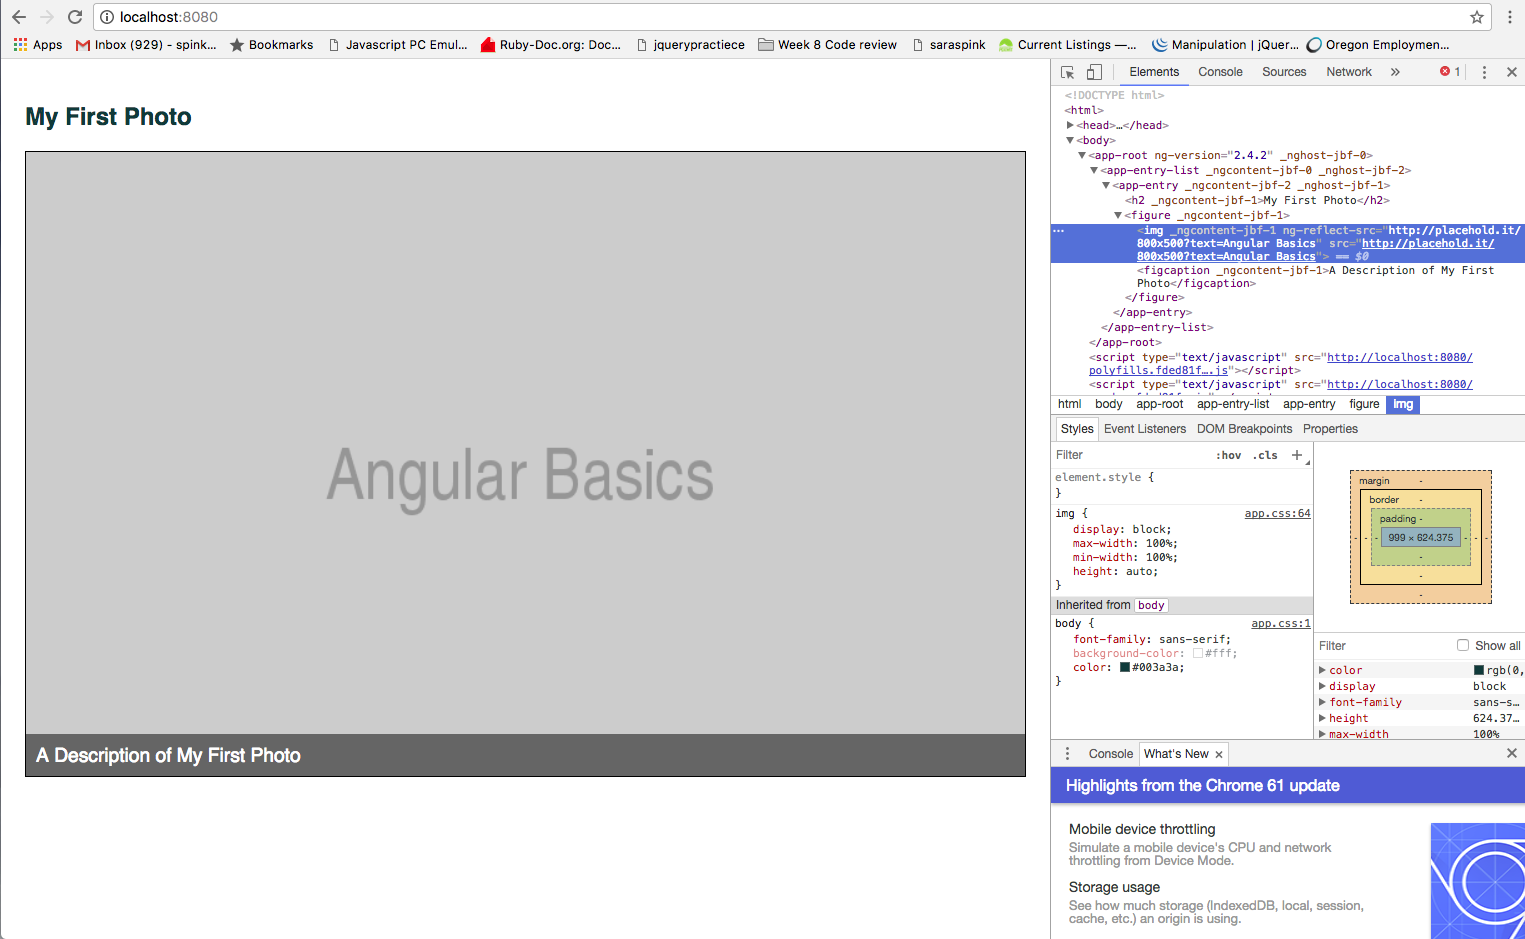 localhost:8080
Apps Inbox (929) - spink... Bookmarks Javascript PC Emul... Ruby-Doc.org: Doc... jquerypractiece Week 8 Code review saraspink Current Listings —... Manipulation | jQuer... Oregon Employmen...
My First Photo
Angular Basics
A Description of My First Photo
Elements Console Sources Network » 1
<!DOCTYPE html>
<html>
<head>…</head>
<body>
<app-root ng-version="2.4.2" _nghost-jbf-0>
<app-entry-list _ngcontent-jbf-0 _nghost-jbf-2>
<app-entry _ngcontent-jbf-2 _nghost-jbf-1>
<h2 _ngcontent-jbf-1>My First Photo</h2>
<figure _ngcontent-jbf-1>
... <img _ngcontent-jbf-1 ng-reflect-src="http://placehold.it/
800x500?text=Angular Basics" src="http://placehold.it/
800x500?text=Angular Basics"> == $0
<figcaption _ngcontent-jbf-1>A Description of My First
Photo</figcaption>
</figure>
</app-entry>
</app-entry-list>
</app-root>
<script type="text/javascript" src="http://localhost:8080/
polyfills.fded81f….js"></script>
<script type="text/javascript" src="http://localhost:8080/
html body app-root app-entry-list app-entry figure img
Styles Event Listeners DOM Breakpoints Properties
Filter :hov .cls +
element.style {
}
img { app.css:64
display: block;
max-width: 100%;
min-width: 100%;
height: auto;
}
Inherited from body
body { app.css:1
font-family: sans-serif;
background-color: #fff;
color: #003a3a;
}
margin -
border -
padding -
- - - 999 × 624.375 - - -
-
-
-
Filter Show all
color rgb(0,
display block
font-family sans-s…
height 624.37…
max-width 100%
Console What's New ×
Highlights from the Chrome 61 update
Mobile device throttling
Simulate a mobile device's CPU and network
throttling from Device Mode.
Storage usage
See how much storage (IndexedDB, local, session,
cache, etc.) an origin is using.